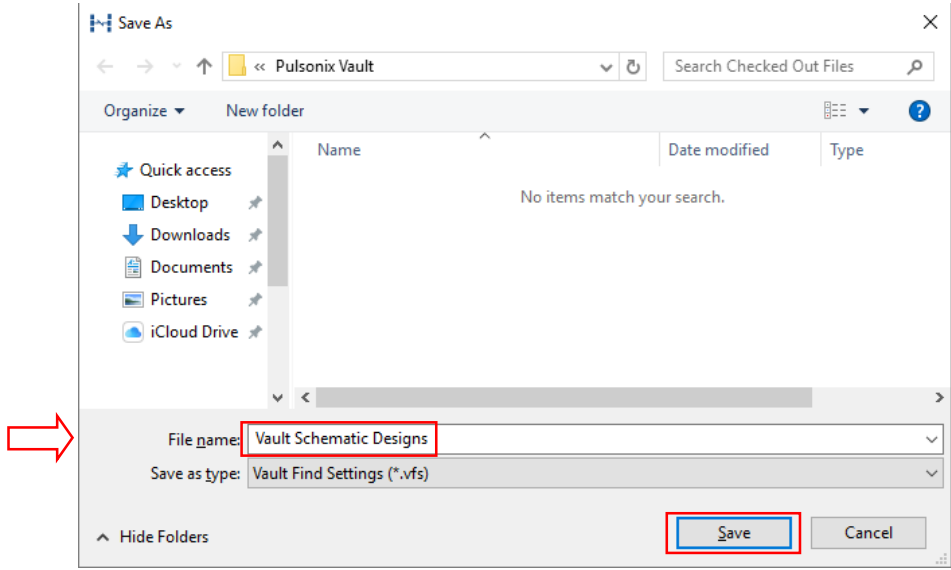 Save As
« Pulsonix Vault
Search Checked Out Files
Organize
New folder
Name
Date modified
Type
No items match your search.
Quick access
Desktop
Downloads
Documents
Pictures
iCloud Drive
File name: Vault Schematic Designs
Save as type: Vault Find Settings (*.vfs)
Hide Folders
Save
Cancel